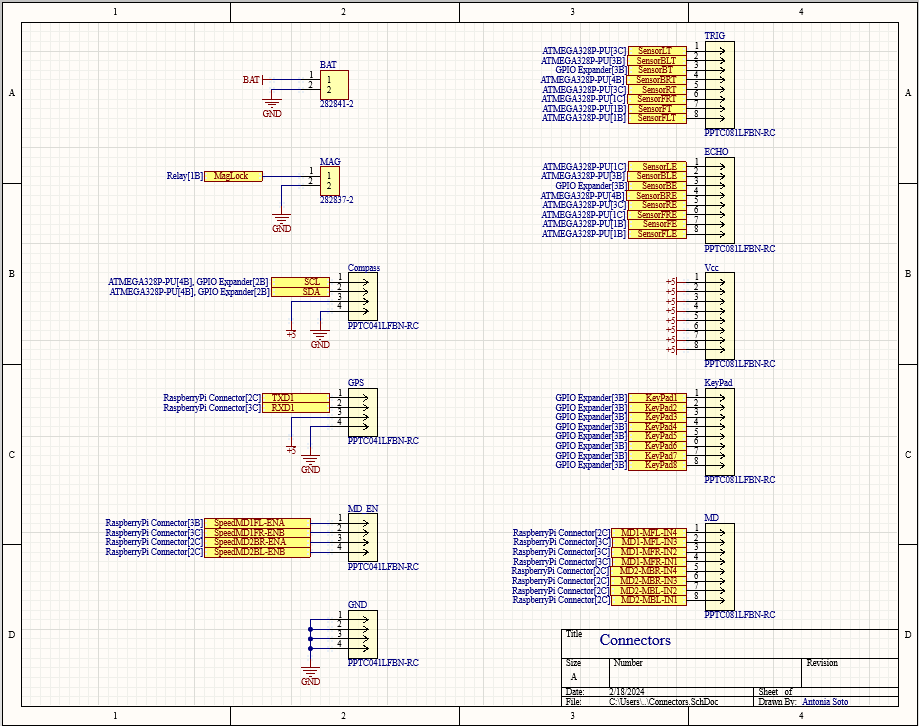 1 2 3 4
A A
B B
C C
D D
BAT
BAT 1 1
2 2
GND
282841-2
MAG
Relay[1B] MagLock 1 1
2 2
GND
282837-2
Compass
ATMEGA328P-PU[4B], GPIO Expander[2B] SCL 1
ATMEGA328P-PU[4B], GPIO Expander[2B] SDA 2
3
4
+5
GND
PPTC041LFBN-RC
GPS
RaspberryPi Connector[2C] TXD1 1
RaspberryPi Connector[3C] RXD1 2
3
4
+5
GND
PPTC041LFBN-RC
MD_EN
RaspberryPi Connector[3B] SpeedMD1FL-ENA 1
RaspberryPi Connector[3C] SpeedMD1FR-ENB 2
RaspberryPi Connector[2C] SpeedMD2BR-ENA 3
RaspberryPi Connector[2C] SpeedMD2BL-ENB 4
PPTC041LFBN-RC
GND
1
2
3
4
GND
PPTC041LFBN-RC
TRIG
ATMEGA328P-PU[3C] SensorLT 1
ATMEGA328P-PU[3B] SensorBLT 2
GPIO Expander[3B] SensorBT 3
ATMEGA328P-PU[4B] SensorBRT 4
ATMEGA328P-PU[3C] SensorRT 5
ATMEGA328P-PU[1C] SensorFRT 6
ATMEGA328P-PU[1B] SensorFT 7
ATMEGA328P-PU[1B] SensorFLT 8
PPTC081LFBN-RC
ECHO
ATMEGA328P-PU[1C] SensorLE 1
ATMEGA328P-PU[3B] SensorBLE 2
GPIO Expander[3B] SensorBE 3
ATMEGA328P-PU[4B] SensorBRE 4
ATMEGA328P-PU[3C] SensorRE 5
ATMEGA328P-PU[1C] SensorFRE 6
ATMEGA328P-PU[1B] SensorFE 7
ATMEGA328P-PU[1B] SensorFLE 8
PPTC081LFBN-RC
Vcc
+5 1
+5 2
+5 3
+5 4
+5 5
+5 6
+5 7
+5 8
PPTC081LFBN-RC
KeyPad
GPIO Expander[3B] KeyPad1 1
GPIO Expander[3B] KeyPad2 2
GPIO Expander[3B] KeyPad3 3
GPIO Expander[3B] KeyPad4 4
GPIO Expander[3B] KeyPad5 5
GPIO Expander[3B] KeyPad6 6
GPIO Expander[3B] KeyPad7 7
GPIO Expander[3B] KeyPad8 8
PPTC081LFBN-RC
MD
RaspberryPi Connector[2C] MD1-MFL-IN4 1
RaspberryPi Connector[3C] MD1-MFL-IN3 2
RaspberryPi Connector[3C] MD1-MFR-IN2 3
RaspberryPi Connector[3C] MD1-MFR-IN1 4
RaspberryPi Connector[2C] MD2-MBR-IN4 5
RaspberryPi Connector[2C] MD2-MBR-IN3 6
RaspberryPi Connector[2C] MD2-MBL-IN2 7
RaspberryPi Connector[2C] MD2-MBL-IN1 8
PPTC081LFBN-RC
Title Connectors
Size Number Revision
A
Date: 2/18/2024 Sheet of
File: C:\Users\..\Connectors.SchDoc Drawn By: Antonia Soto
1 2 3 4